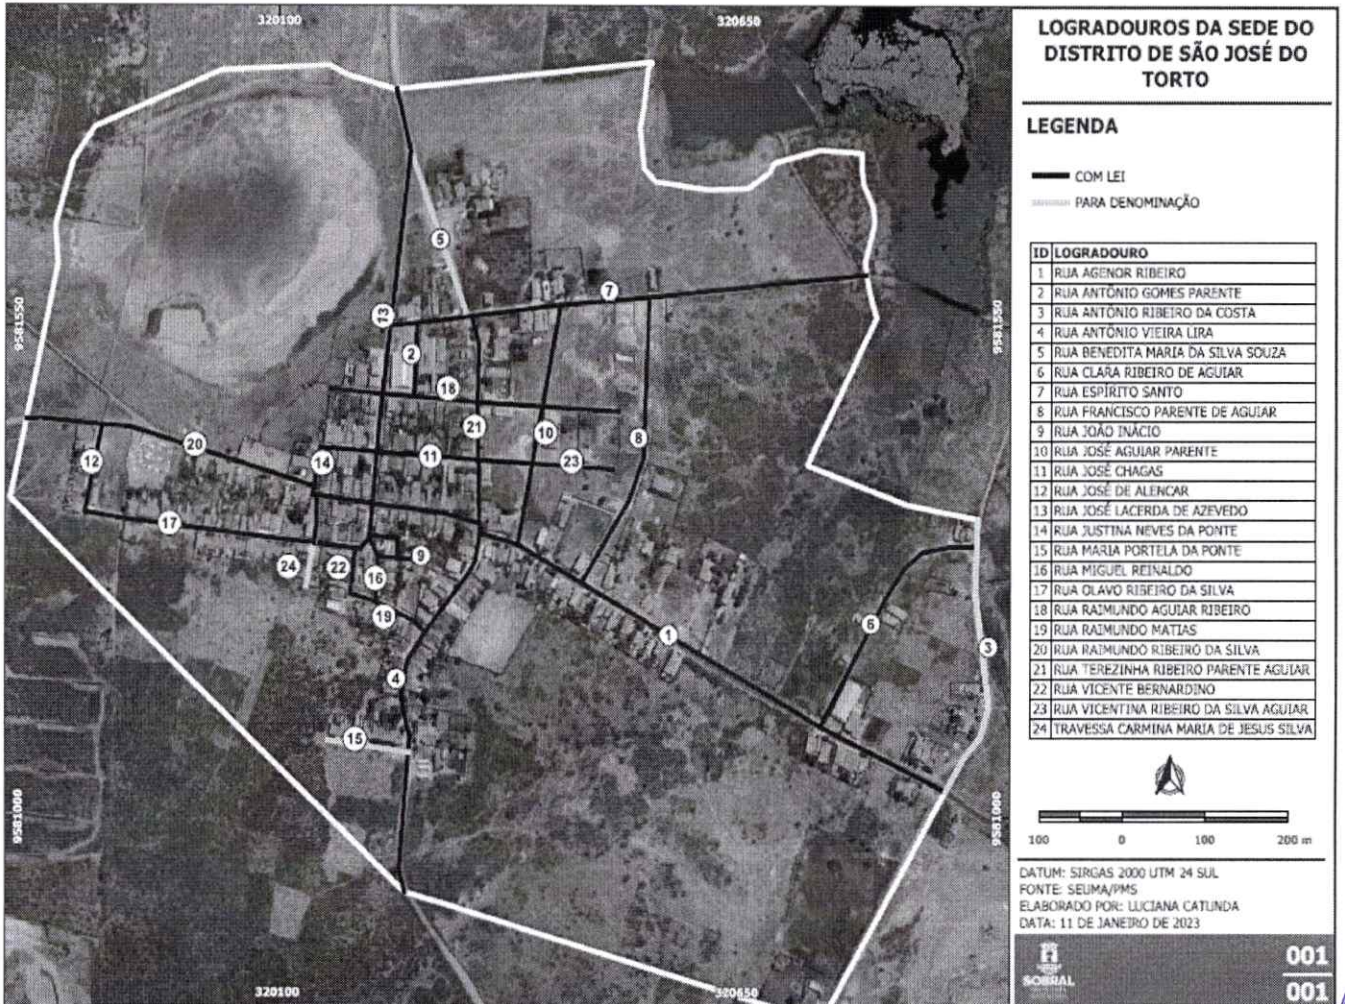 320100
320650
9581550
9581550
5
7
13
2
18
21
10
8
20
14
11
23
12
17
24
22
16
9
19
1
6
3
4
15
9581000
9581000
320100
320650
LOGRADOUROS DA SEDE DO
DISTRITO DE SÃO JOSÉ DO
TORTO
LEGENDA
COM LEI
PARA DENOMINAÇÃO
ID LOGRADOURO
1 RUA AGENOR RIBEIRO
2 RUA ANTÔNIO GOMES PARENTE
3 RUA ANTÔNIO RIBEIRO DA COSTA
4 RUA ANTÔNIO VIEIRA LIRA
5 RUA BENEDITA MARIA DA SILVA SOUZA
6 RUA CLARA RIBEIRO DE AGUIAR
7 RUA ESPÍRITO SANTO
8 RUA FRANCISCO PARENTE DE AGUIAR
9 RUA JOÃO INÁCIO
10 RUA JOSÉ AGUIAR PARENTE
11 RUA JOSÉ CHAGAS
12 RUA JOSÉ DE ALENCAR
13 RUA JOSÉ LACERDA DE AZEVEDO
14 RUA JUSTINA NEVES DA PONTE
15 RUA MARIA PORTELA DA PONTE
16 RUA MIGUEL REINALDO
17 RUA OLAVO RIBEIRO DA SILVA
18 RUA RAIMUNDO AGUIAR RIBEIRO
19 RUA RAIMUNDO MATIAS
20 RUA RAIMUNDO RIBEIRO DA SILVA
21 RUA TEREZINHA RIBEIRO PARENTE AGUIAR
22 RUA VICENTE BERNARDINO
23 RUA VICENTINA RIBEIRO DA SILVA AGUIAR
24 TRAVESSA CARMINA MARIA DE JESUS SILVA
100 0 100 200 m
DATUM: SIRGAS 2000 UTM 24 SUL
FONTE: SEUMA/PMS
ELABORADO POR: LUCIANA CATUNDA
DATA: 11 DE JANEIRO DE 2023
SOBRAL
001
001